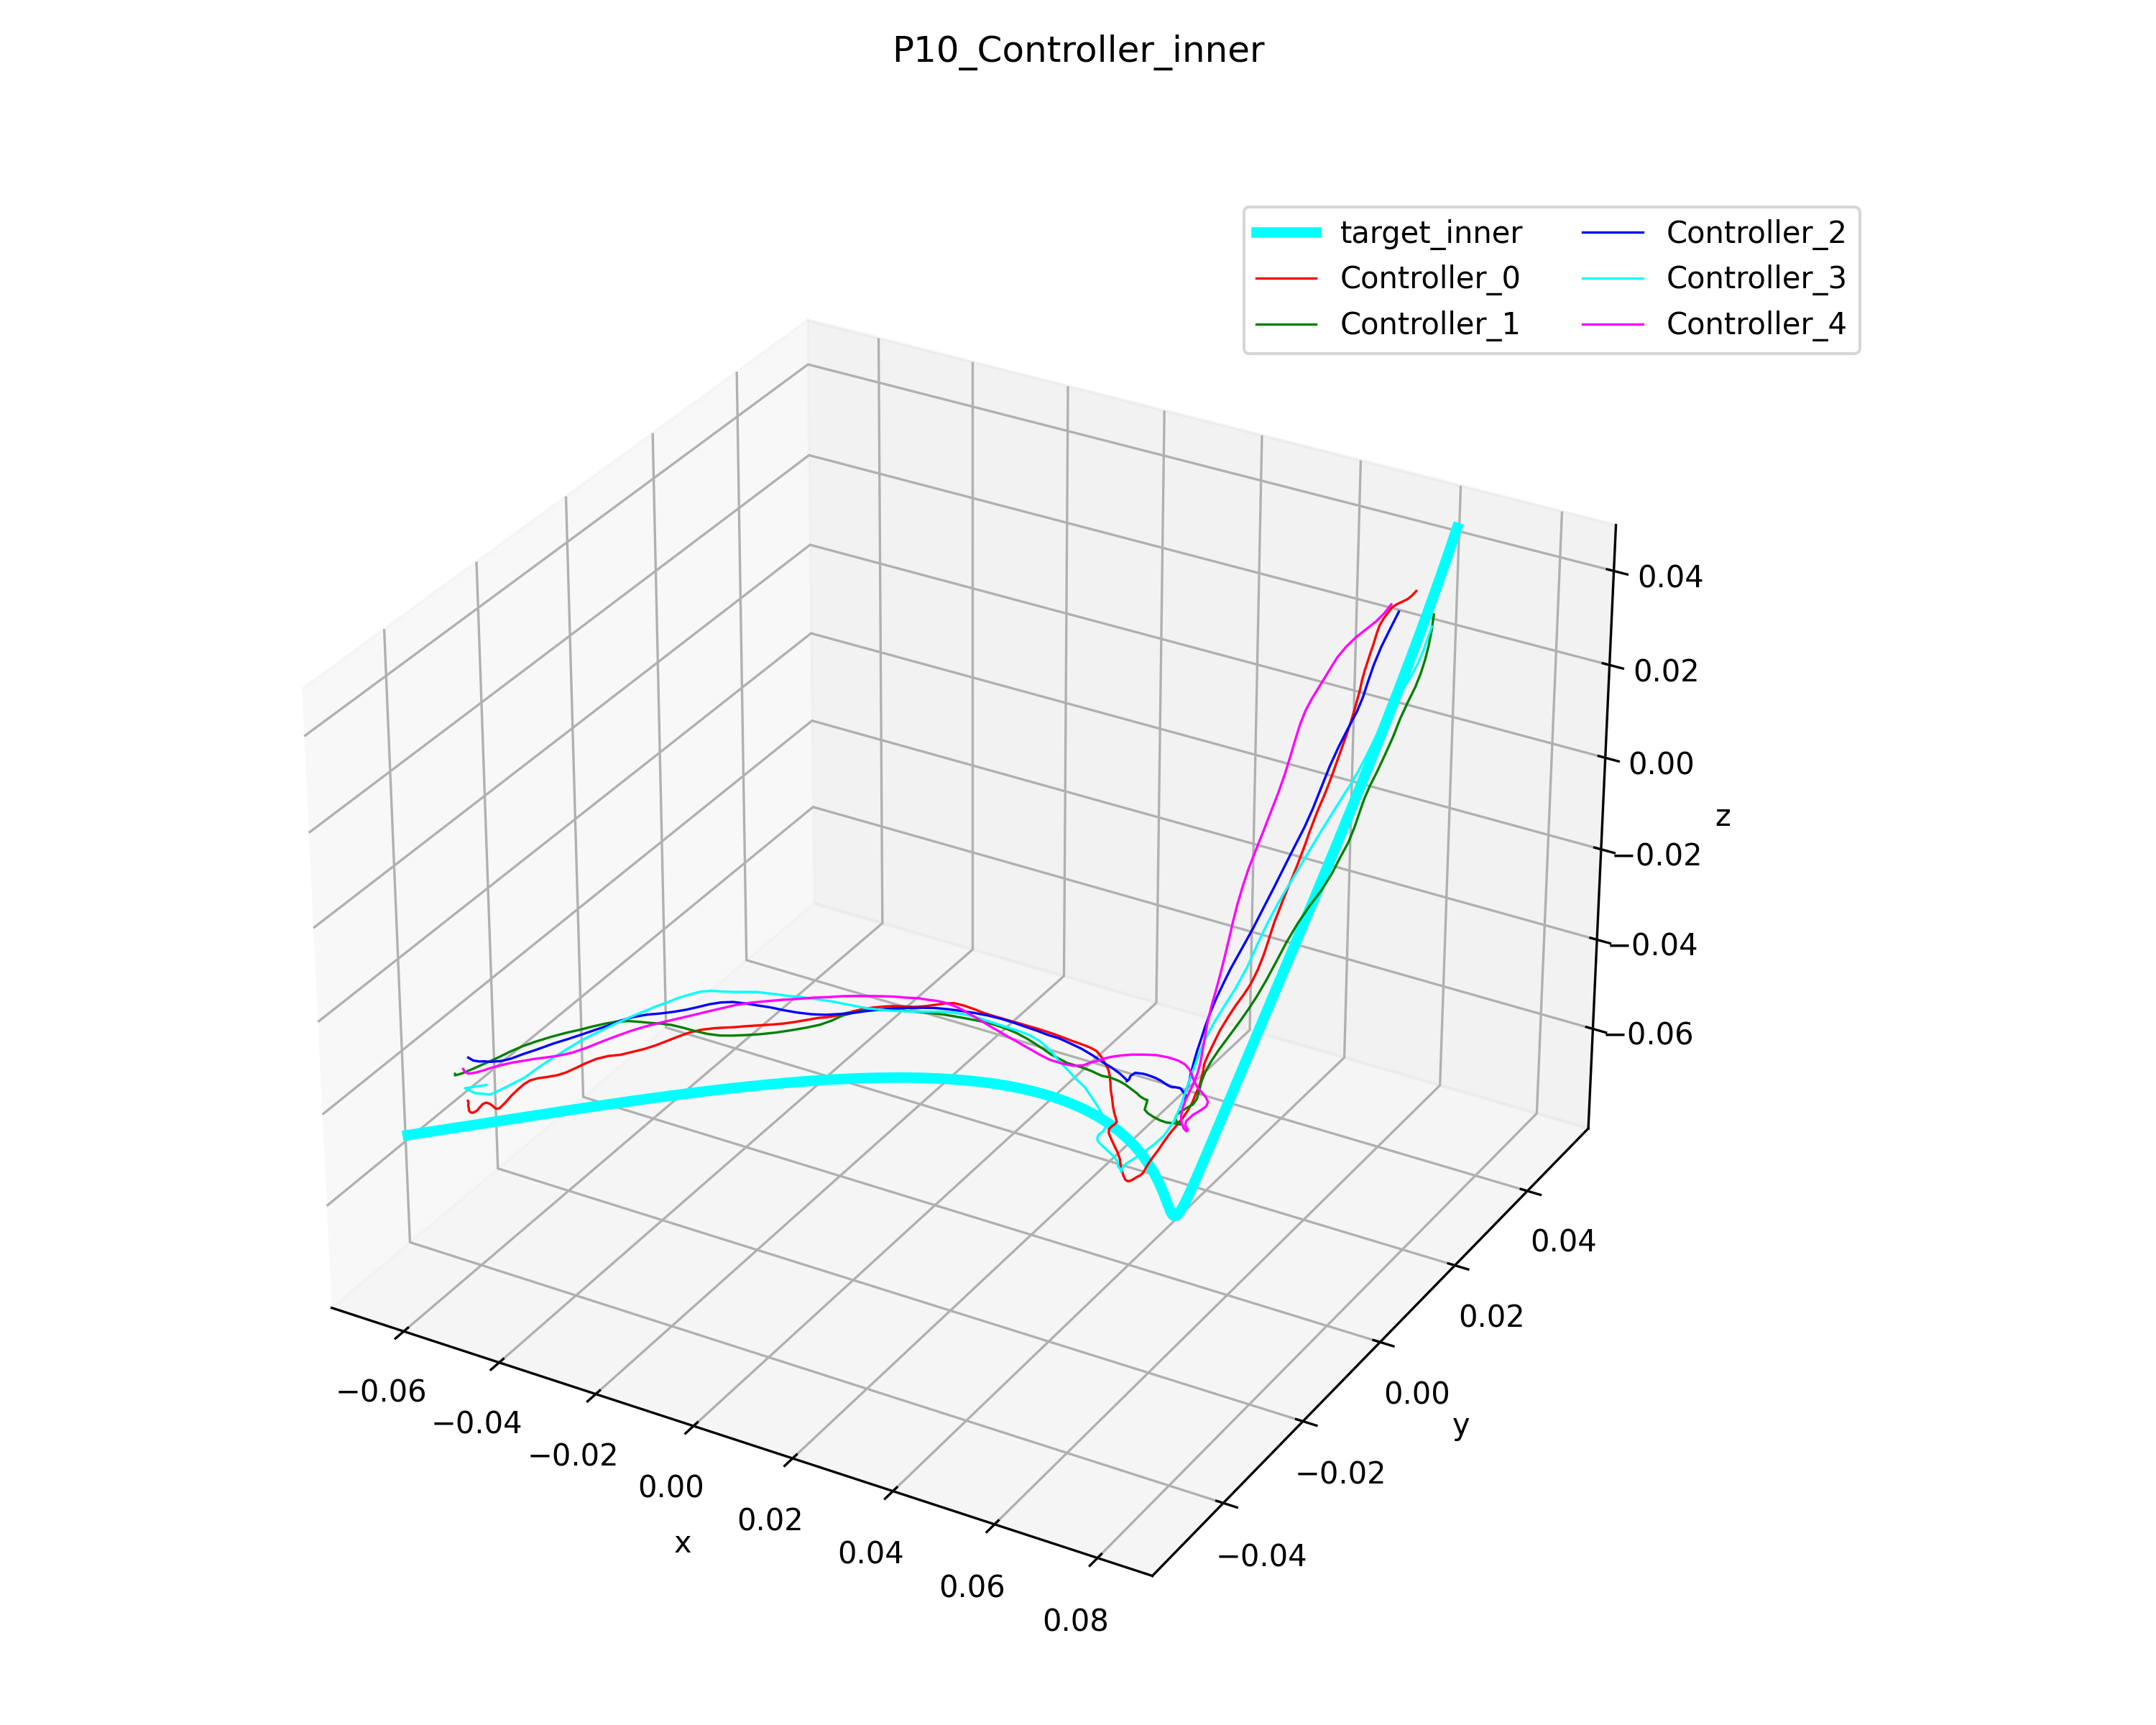 P10_Controller_inner
target_inner
Controller_0
Controller_1
Controller_2
Controller_3
Controller_4
0.04
0.02
0.00
z
−0.02
−0.04
−0.06
0.04
0.02
0.00
y
−0.02
−0.04
−0.06
−0.04
−0.02
0.00
x
0.02
0.04
0.06
0.08